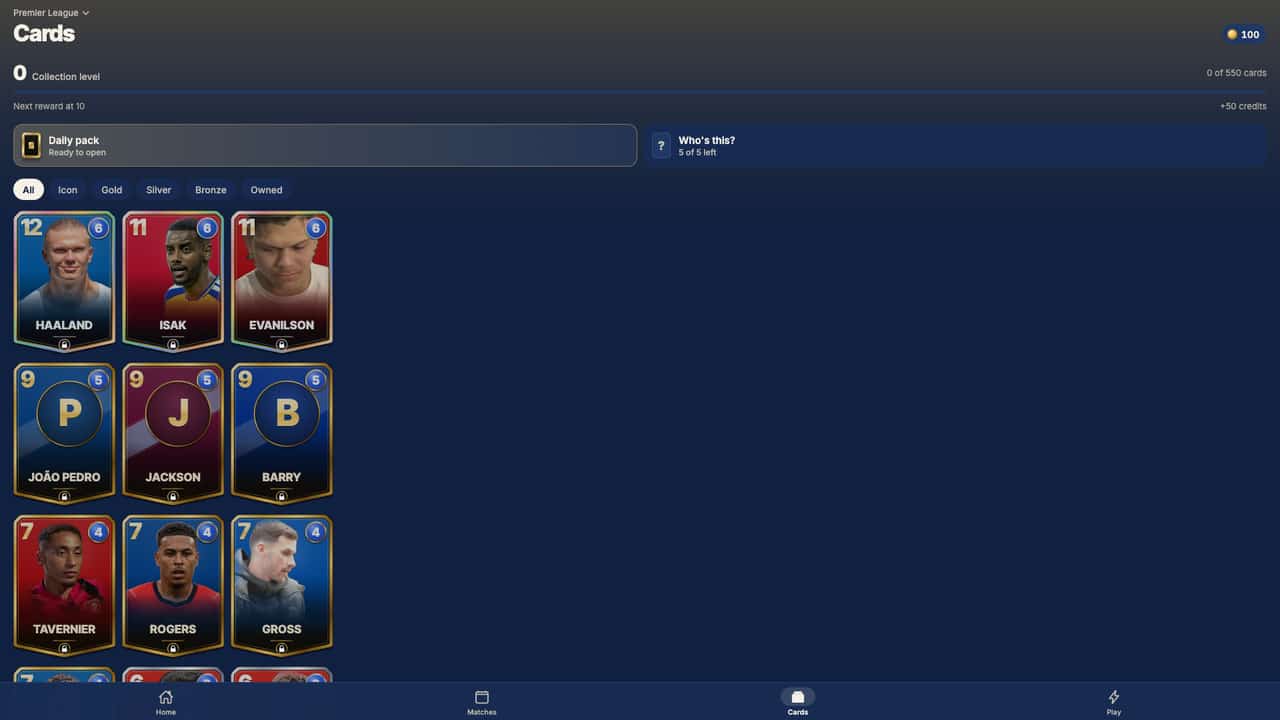 Premier League
Cards
100
0 Collection level
0 of 550 cards
Next reward at 10
+50 credits
Daily pack
Ready to open
?
Who's this?
5 of 5 left
All
Icon
Gold
Silver
Bronze
Owned
12
6
HAALAND
11
6
ISAK
11
6
EVANILSON
9
5
P
JOÃO PEDRO
9
5
J
JACKSON
9
5
B
BARRY
7
4
TAVERNIER
7
4
ROGERS
7
4
GROSS
Home
Matches
Cards
Play